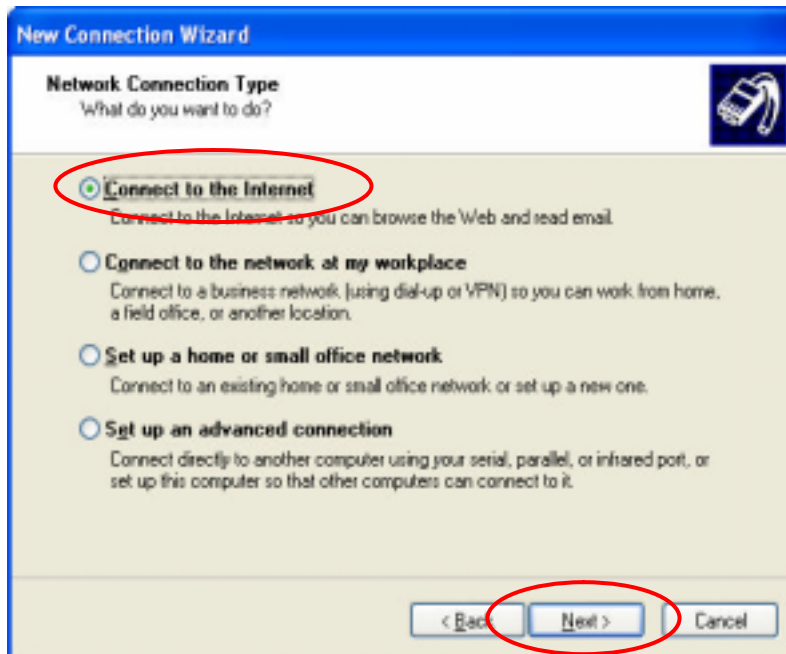 New Connection Wizard
Network Connection Type
What do you want to do?
Connect to the Internet
Connect to the Internet so you can browse the Web and read email.
Connect to the network at my workplace
Connect to a business network (using dial-up or VPN) so you can work from home,
a field office, or another location.
Set up a home or small office network
Connect to an existing home or small office network or set up a new one.
Set up an advanced connection
Connect directly to another computer using your serial, parallel, or infrared port, or
set up this computer so that other computers can connect to it.
< Back Next > Cancel